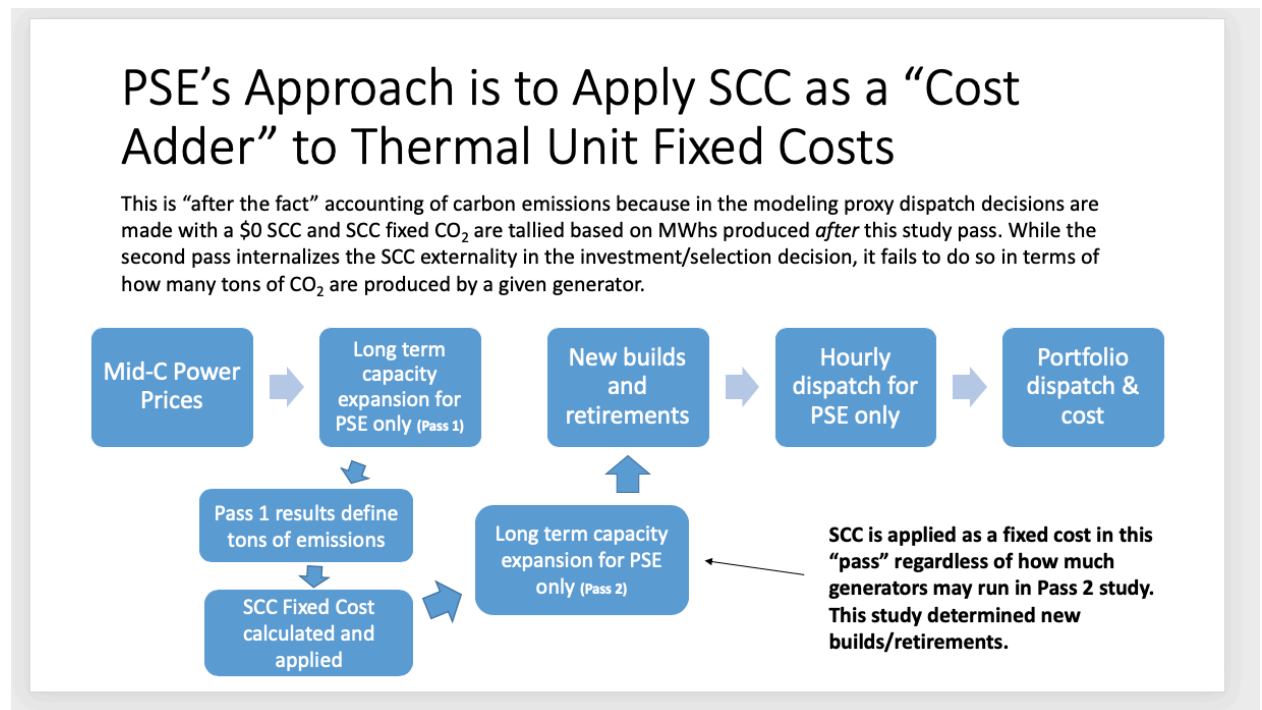 PSE’s Approach is to Apply SCC as a “Cost
Adder” to Thermal Unit Fixed Costs
This is “after the fact” accounting of carbon emissions because in the modeling proxy dispatch decisions are
made with a $0 SCC and SCC fixed CO₂ are tallied based on MWhs produced after this study pass. While the
second pass internalizes the SCC externality in the investment/selection decision, it fails to do so in terms of
how many tons of CO₂ are produced by a given generator.
Mid-C Power
Prices
Long term
capacity
expansion for
PSE only (Pass 1)
New builds
and
retirements
Hourly
dispatch for
PSE only
Portfolio
dispatch &
cost
Pass 1 results define
tons of emissions
SCC Fixed Cost
calculated and
applied
Long term capacity
expansion for PSE
only (Pass 2)
SCC is applied as a fixed cost in this
“pass” regardless of how much
generators may run in Pass 2 study.
This study determined new
builds/retirements.